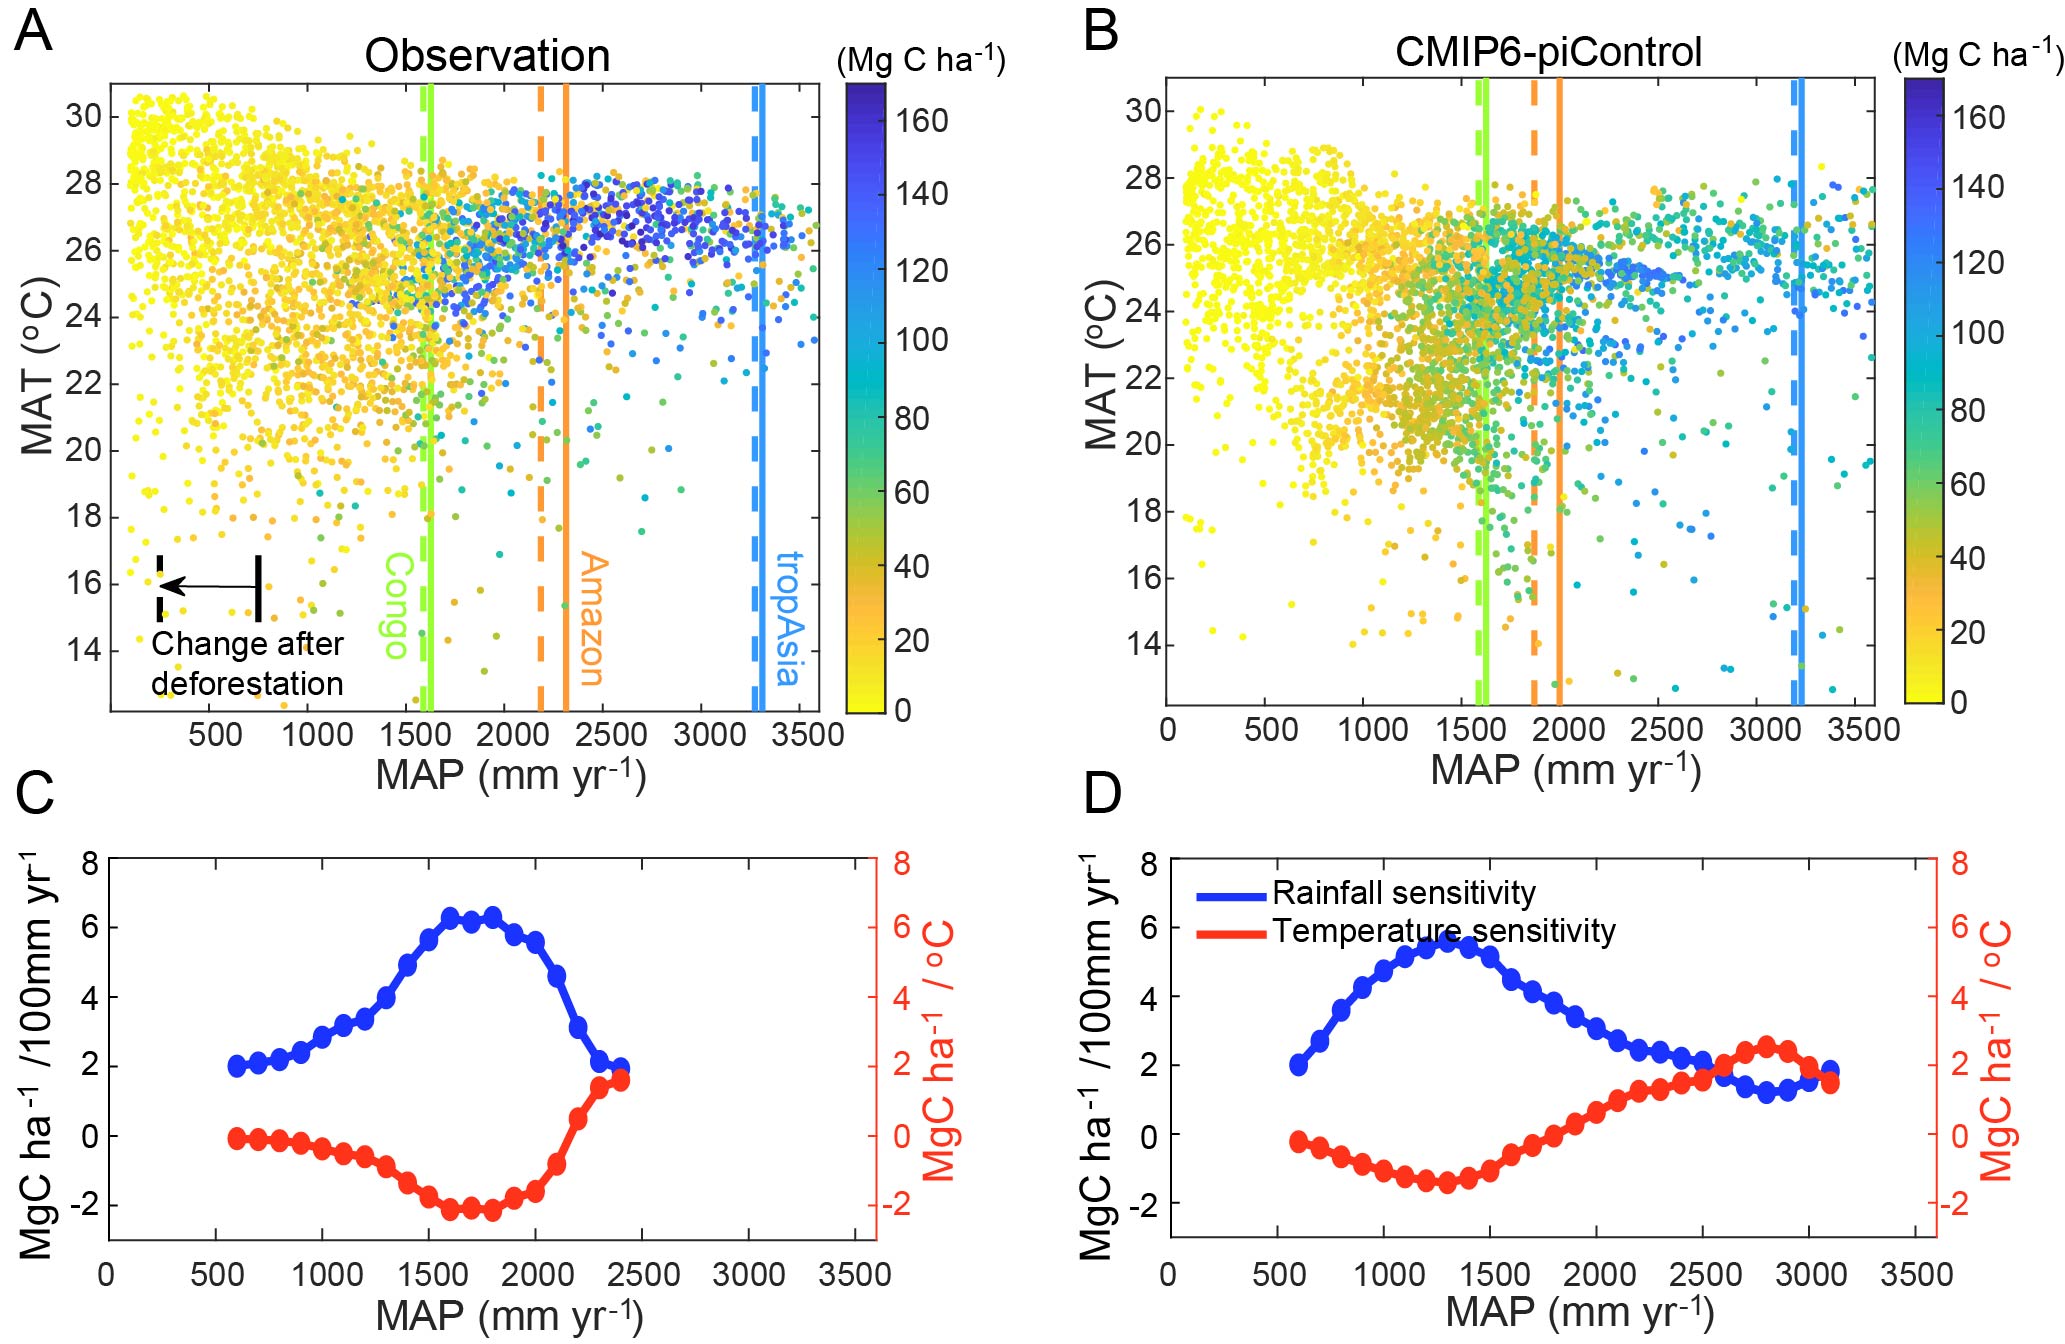 A
Observation
(Mg C ha-1)
30
28
26
24
22
20
18
16
14
MAT (ºC)
Congo
Amazon
tropAsia
Change after
deforestation
500 1000 1500 2000 2500 3000 3500
MAP (mm yr-1)
160
140
120
100
80
60
40
20
0
B
CMIP6-piControl
(Mg C ha-1)
30
28
26
24
22
20
18
16
14
MAT (ºC)
0 500 1000 1500 2000 2500 3000 3500
MAP (mm yr-1)
160
140
120
100
80
60
40
20
0
C
8
6
4
2
0
-2
MgC ha-1 /100mm yr-1
8
6
4
2
0
-2
MgC ha-1 / ºC
0 500 1000 1500 2000 2500 3000 3500
MAP (mm yr-1)
D
Rainfall sensitivity
Temperature sensitivity
8
6
4
2
0
-2
MgC ha-1 /100mm yr-1
8
6
4
2
0
-2
MgC ha-1 / ºC
0 500 1000 1500 2000 2500 3000 3500
MAP (mm yr-1)